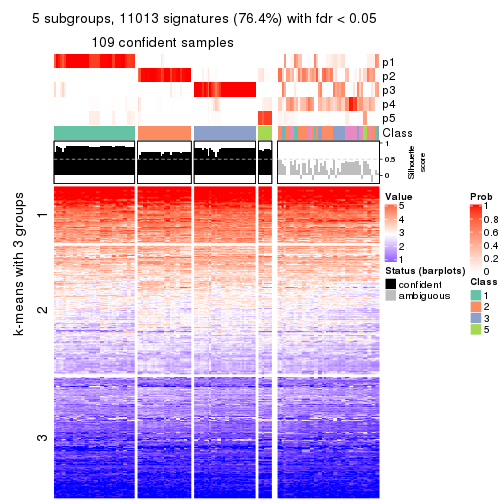 5 subgroups, 11013 signatures (76.4%) with fdr < 0.05
109 confident samples
p1
p2
p3
p4
p5
Class
1
0.5
0
Silhouette
score
k-means with 3 groups
1
2
3
Value
5
4
3
2
1
Status (barplots)
confident
ambiguous
Prob
1
0.8
0.6
0.4
0.2
0
Class
1
2
3
5